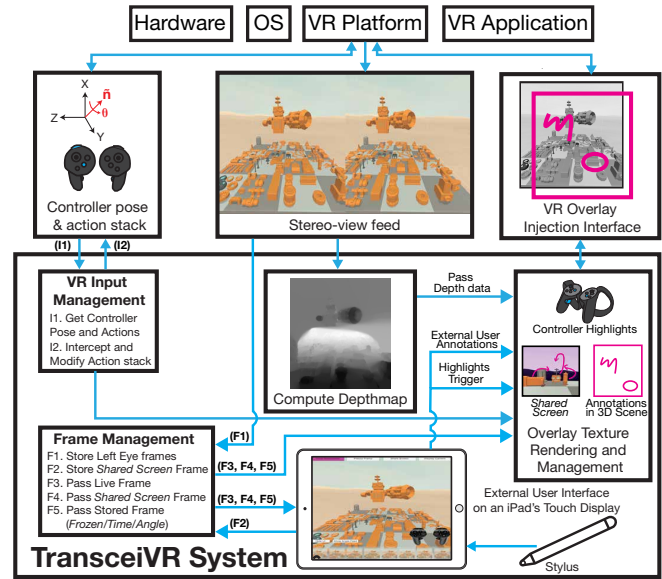 Hardware
OS
VR Platform
VR Application
X
Z
Y
n̄
θ
Controller pose
& action stack
Stereo-view feed
VR Overlay
Injection Interface
(I1)
(I2)
VR Input
Management
I1. Get Controller
Pose and Actions
I2. Intercept and
Modify Action stack
Compute Depthmap
Pass
Depth data
External User
Annotations
Highlights
Trigger
Controller Highlights
Shared
Screen
Annotations
in 3D Scene
Overlay Texture
Rendering and
Management
(F1)
Frame Management
F1. Store Left Eye frames
F2. Store Shared Screen Frame
F3. Pass Live Frame
F4. Pass Shared Screen Frame
F5. Pass Stored Frame
(Frozen/Time/Angle)
(F3, F4, F5)
(F3, F4, F5)
(F2)
External User Interface
on an iPad's Touch Display
Stylus
TransceiVR System